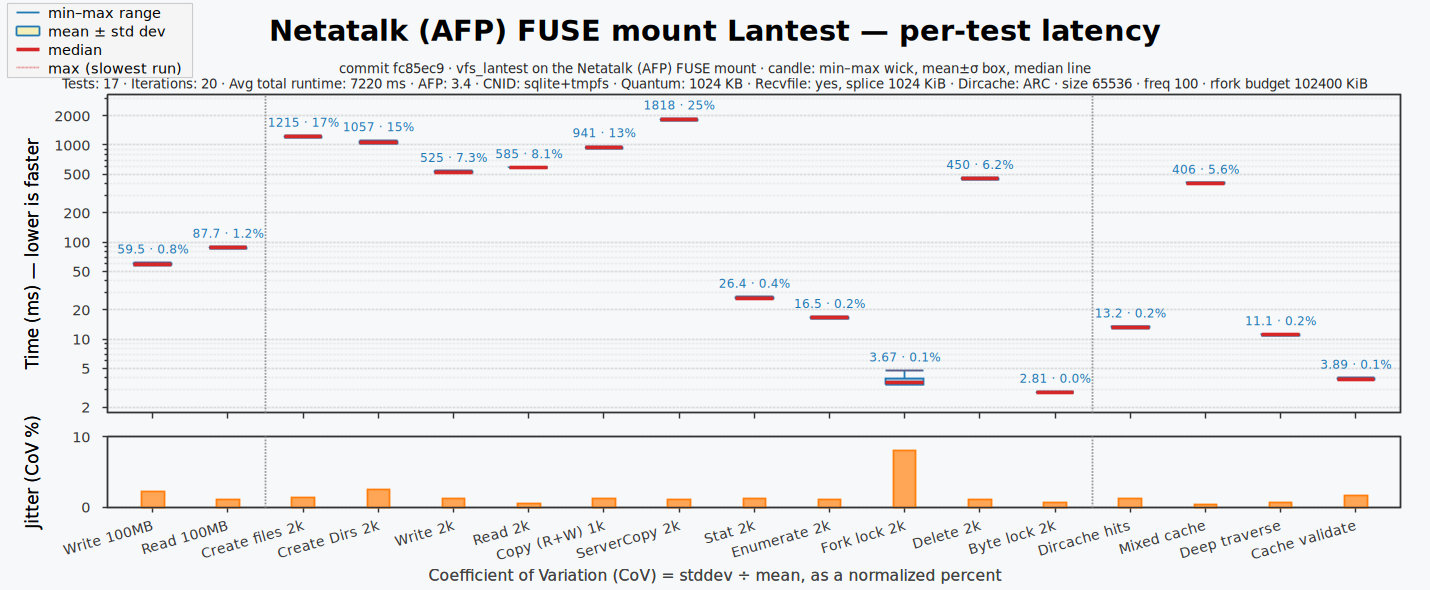 min–max range
mean ± std dev
median
max (slowest run)
Netatalk (AFP) FUSE mount Lantest — per-test latency
commit fc85ec9 · vfs_lantest on the Netatalk (AFP) FUSE mount · candle: min–max wick, mean±σ box, median line
Tests: 17 · Iterations: 20 · Avg total runtime: 7220 ms · AFP: 3.4 · CNID: sqlite+tmpfs · Quantum: 1024 KB · Recvfile: yes, splice 1024 KiB · Dircache: ARC · size 65536 · freq 100 · rfork budget 102400 KiB
Time (ms) — lower is faster
2000
1000
500
200
100
50
20
10
5
2
59.5 · 0.8%
87.7 · 1.2%
1215 · 17%
1057 · 15%
525 · 7.3%
585 · 8.1%
941 · 13%
1818 · 25%
26.4 · 0.4%
16.5 · 0.2%
3.67 · 0.1%
450 · 6.2%
2.81 · 0.0%
13.2 · 0.2%
406 · 5.6%
11.1 · 0.2%
3.89 · 0.1%
Jitter (CoV %)
10
0
Write 100MB
Read 100MB
Create files 2k
Create Dirs 2k
Write 2k
Read 2k
Copy (R+W) 1k
ServerCopy 2k
Stat 2k
Enumerate 2k
Fork lock 2k
Delete 2k
Byte lock 2k
Dircache hits
Mixed cache
Deep traverse
Cache validate
Coefficient of Variation (CoV) = stddev ÷ mean, as a normalized percent